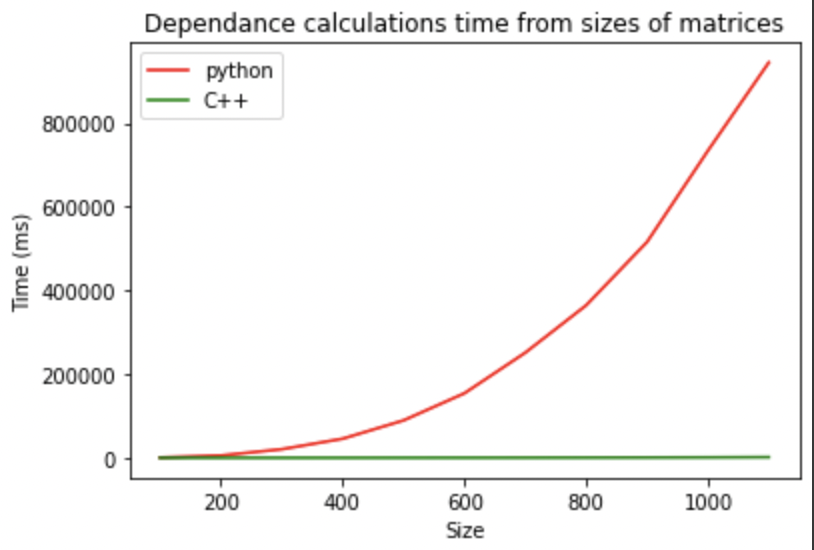 Dependance calculations time from sizes of matrices
python
C++
800000
600000
400000
200000
0
Time (ms)
200 400 600 800 1000
Size